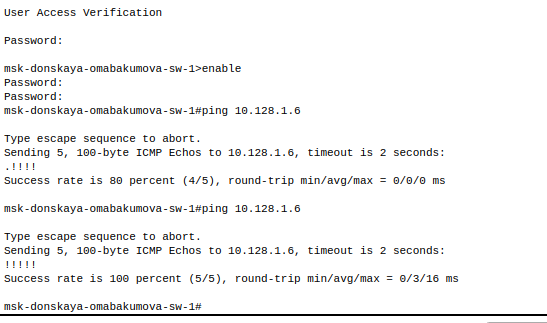 User Access Verification
Password:
msk-donskaya-omabakumova-sw-1>enable
Password:
Password:
msk-donskaya-omabakumova-sw-1#ping 10.128.1.6
Type escape sequence to abort.
Sending 5, 100-byte ICMP Echos to 10.128.1.6, timeout is 2 seconds:
.!!!!
Success rate is 80 percent (4/5), round-trip min/avg/max = 0/0/0 ms
msk-donskaya-omabakumova-sw-1#ping 10.128.1.6
Type escape sequence to abort.
Sending 5, 100-byte ICMP Echos to 10.128.1.6, timeout is 2 seconds:
!!!!!
Success rate is 100 percent (5/5), round-trip min/avg/max = 0/3/16 ms
msk-donskaya-omabakumova-sw-1#